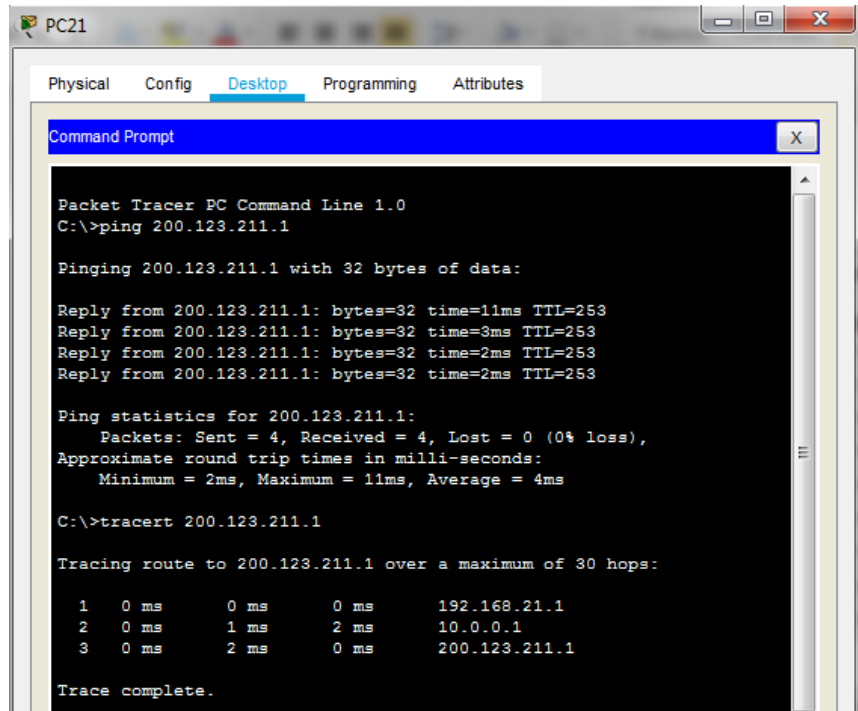 PC21
Physical Config Desktop Programming Attributes
Command Prompt
X
Packet Tracer PC Command Line 1.0
C:\>ping 200.123.211.1
Pinging 200.123.211.1 with 32 bytes of data:
Reply from 200.123.211.1: bytes=32 time=11ms TTL=253
Reply from 200.123.211.1: bytes=32 time=3ms TTL=253
Reply from 200.123.211.1: bytes=32 time=2ms TTL=253
Reply from 200.123.211.1: bytes=32 time=2ms TTL=253
Ping statistics for 200.123.211.1:
Packets: Sent = 4, Received = 4, Lost = 0 (0% loss),
Approximate round trip times in milli-seconds:
Minimum = 2ms, Maximum = 11ms, Average = 4ms
C:\>tracert 200.123.211.1
Tracing route to 200.123.211.1 over a maximum of 30 hops:
1 0 ms 0 ms 0 ms 192.168.21.1
2 0 ms 1 ms 2 ms 10.0.0.1
3 0 ms 2 ms 0 ms 200.123.211.1
Trace complete.